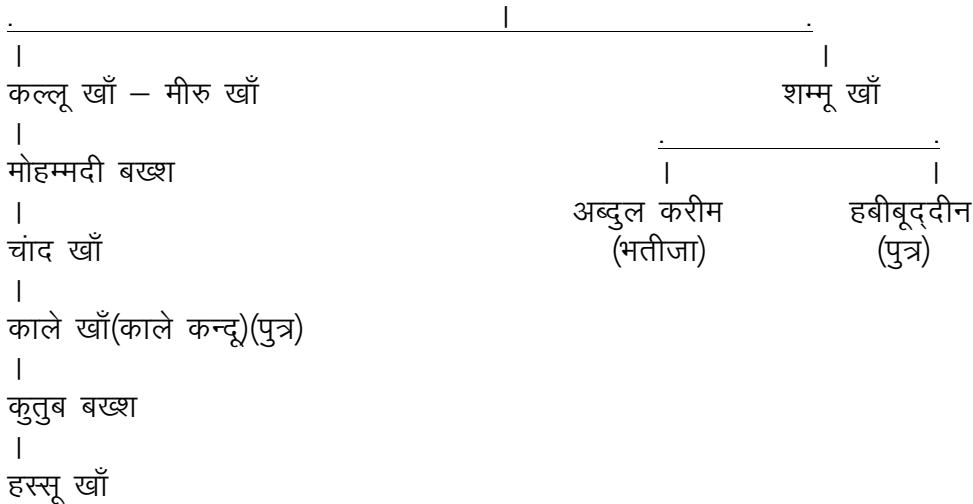 कल्लू खाँ – मीरु खाँ शम्मू खाँ
मोहम्मदी बख्श
अब्दुल करीम हबीबूद्दीन
चांद खाँ (भतीजा) (पुत्र)
काले खाँ(काले कन्दू)(पुत्र)
कुतुब बख्श
हस्सू खाँ